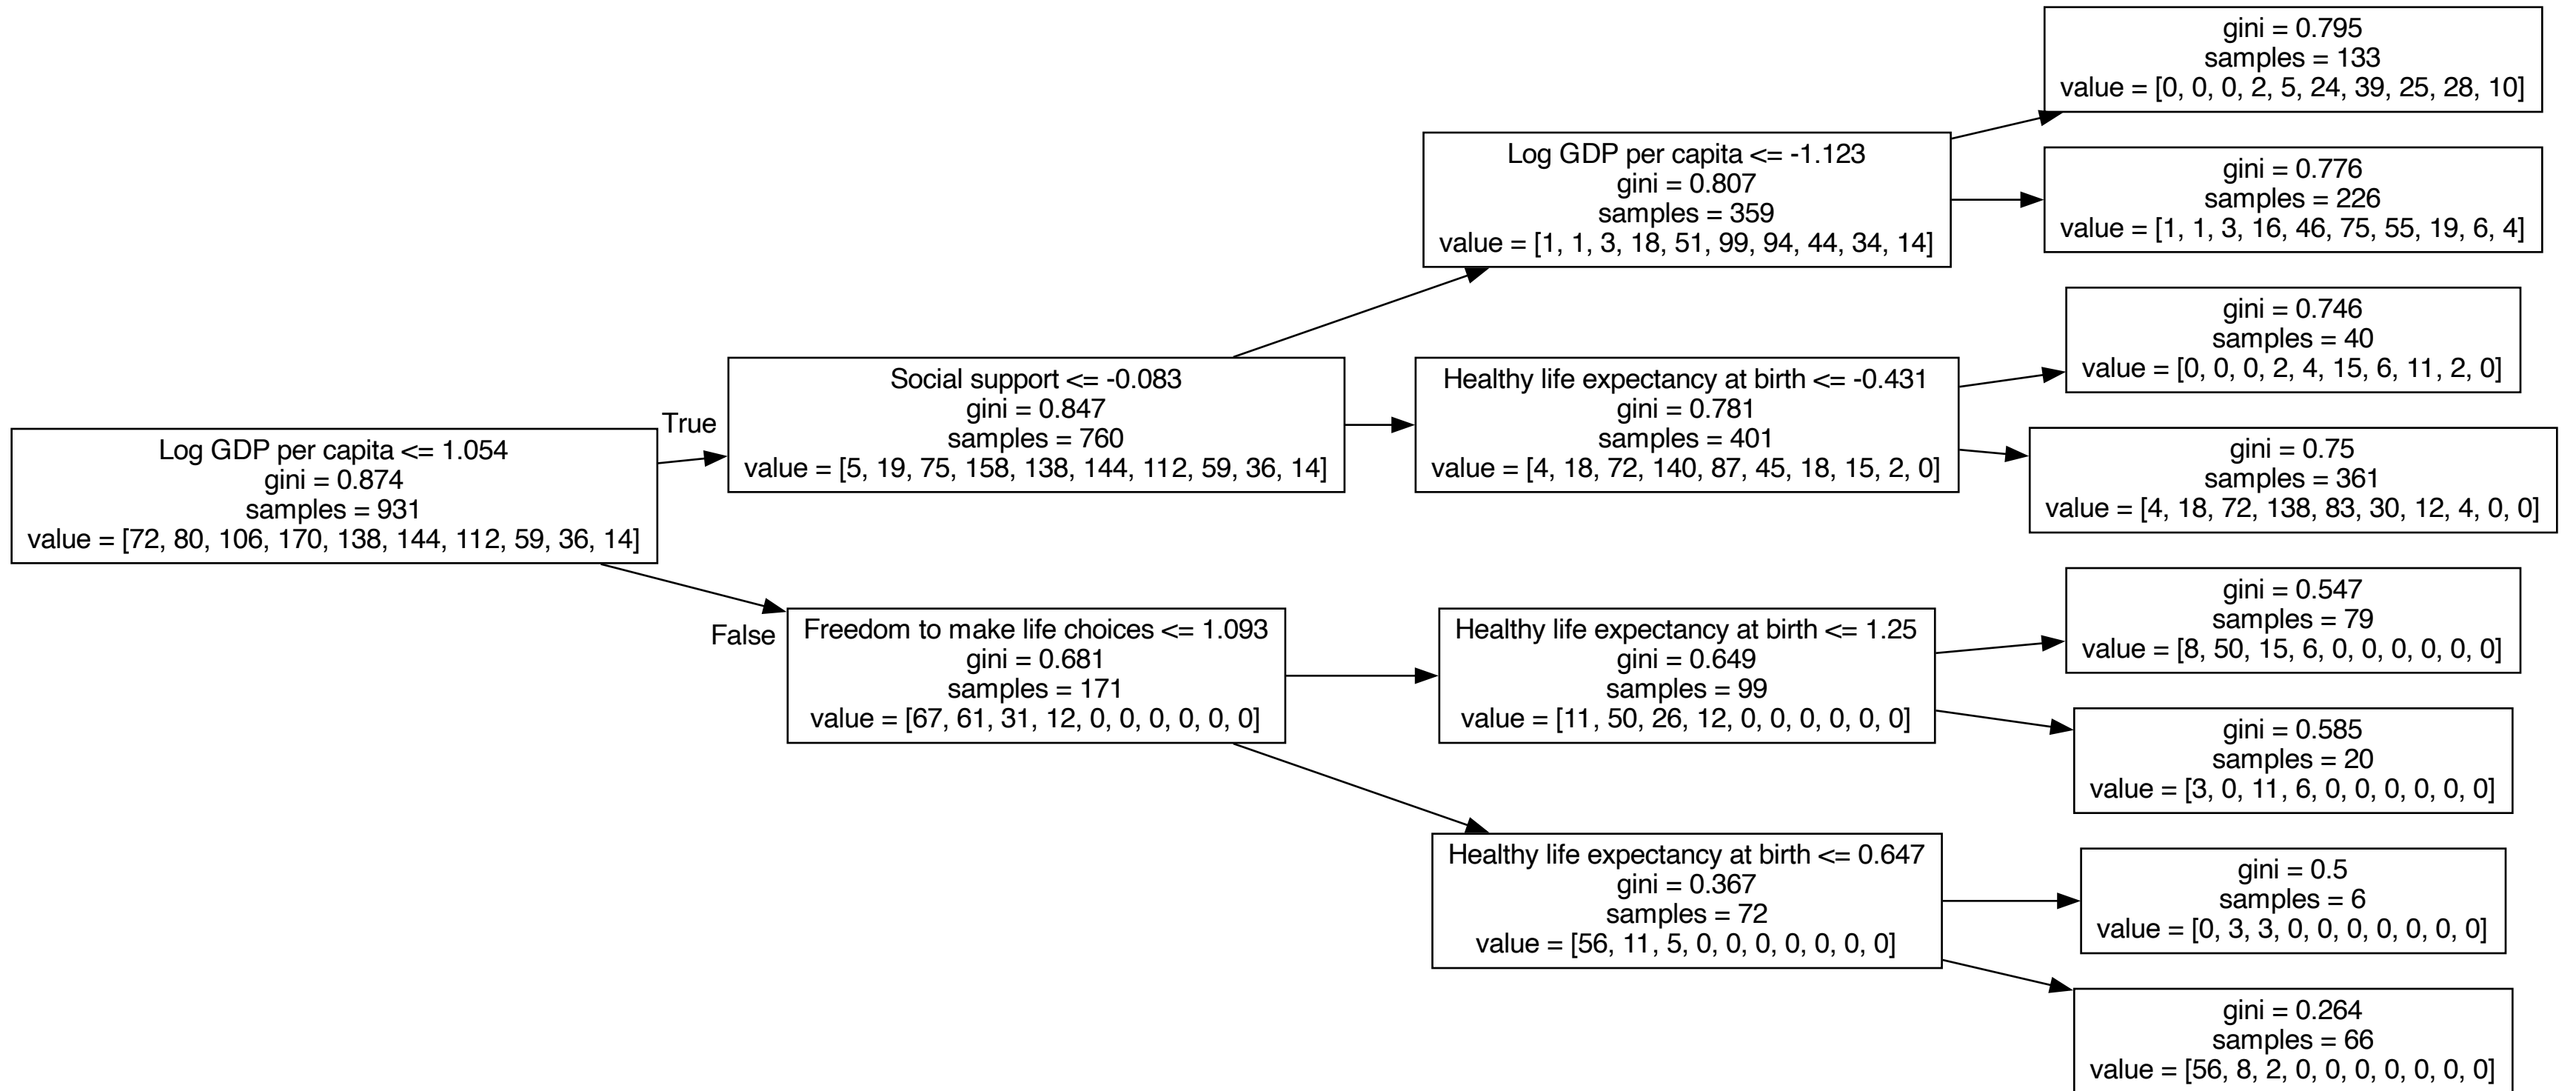 Log GDP per capita <= 1.054
gini = 0.874
samples = 931
value = [72, 80, 106, 170, 138, 144, 112, 59, 36, 14]
True
False
Social support <= -0.083
gini = 0.847
samples = 760
value = [5, 19, 75, 158, 138, 144, 112, 59, 36, 14]
Freedom to make life choices <= 1.093
gini = 0.681
samples = 171
value = [67, 61, 31, 12, 0, 0, 0, 0, 0, 0]
Log GDP per capita <= -1.123
gini = 0.807
samples = 359
value = [1, 1, 3, 18, 51, 99, 94, 44, 34, 14]
Healthy life expectancy at birth <= -0.431
gini = 0.781
samples = 401
value = [4, 18, 72, 140, 87, 45, 18, 15, 2, 0]
Healthy life expectancy at birth <= 1.25
gini = 0.649
samples = 99
value = [11, 50, 26, 12, 0, 0, 0, 0, 0, 0]
Healthy life expectancy at birth <= 0.647
gini = 0.367
samples = 72
value = [56, 11, 5, 0, 0, 0, 0, 0, 0, 0]
gini = 0.795
samples = 133
value = [0, 0, 0, 2, 5, 24, 39, 25, 28, 10]
gini = 0.776
samples = 226
value = [1, 1, 3, 16, 46, 75, 55, 19, 6, 4]
gini = 0.746
samples = 40
value = [0, 0, 0, 2, 4, 15, 6, 11, 2, 0]
gini = 0.75
samples = 361
value = [4, 18, 72, 138, 83, 30, 12, 4, 0, 0]
gini = 0.547
samples = 79
value = [8, 50, 15, 6, 0, 0, 0, 0, 0, 0]
gini = 0.585
samples = 20
value = [3, 0, 11, 6, 0, 0, 0, 0, 0, 0]
gini = 0.5
samples = 6
value = [0, 3, 3, 0, 0, 0, 0, 0, 0, 0]
gini = 0.264
samples = 66
value = [56, 8, 2, 0, 0, 0, 0, 0, 0, 0]